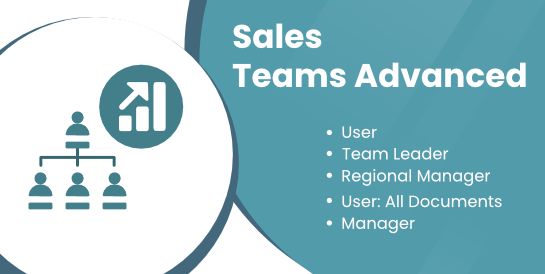 Sales
Teams Advanced
• User
• Team Leader
• Regional Manager
• User: All Documents
• Manager